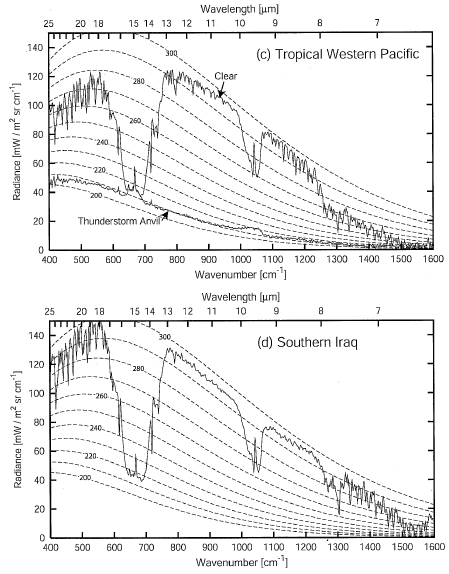 Wavelength [μm]
25 20 18 15 14 13 12 11 10 9 8 7
(c) Tropical Western Pacific
Radiance [mW / m² sr cm⁻¹]
140
120
100
80
60
40
20
0
300
280
260
240
220
200
Clear
Thunderstorm Anvil
400 500 600 700 800 900 1000 1100 1200 1300 1400 1500 1600
Wavenumber [cm⁻¹]
Wavelength [μm]
25 20 18 15 14 13 12 11 10 9 8 7
(d) Southern Iraq
Radiance [mW / m² sr cm⁻¹]
140
120
100
80
60
40
20
0
300
280
260
240
220
200
400 500 600 700 800 900 1000 1100 1200 1300 1400 1500 1600
Wavenumber [cm⁻¹]